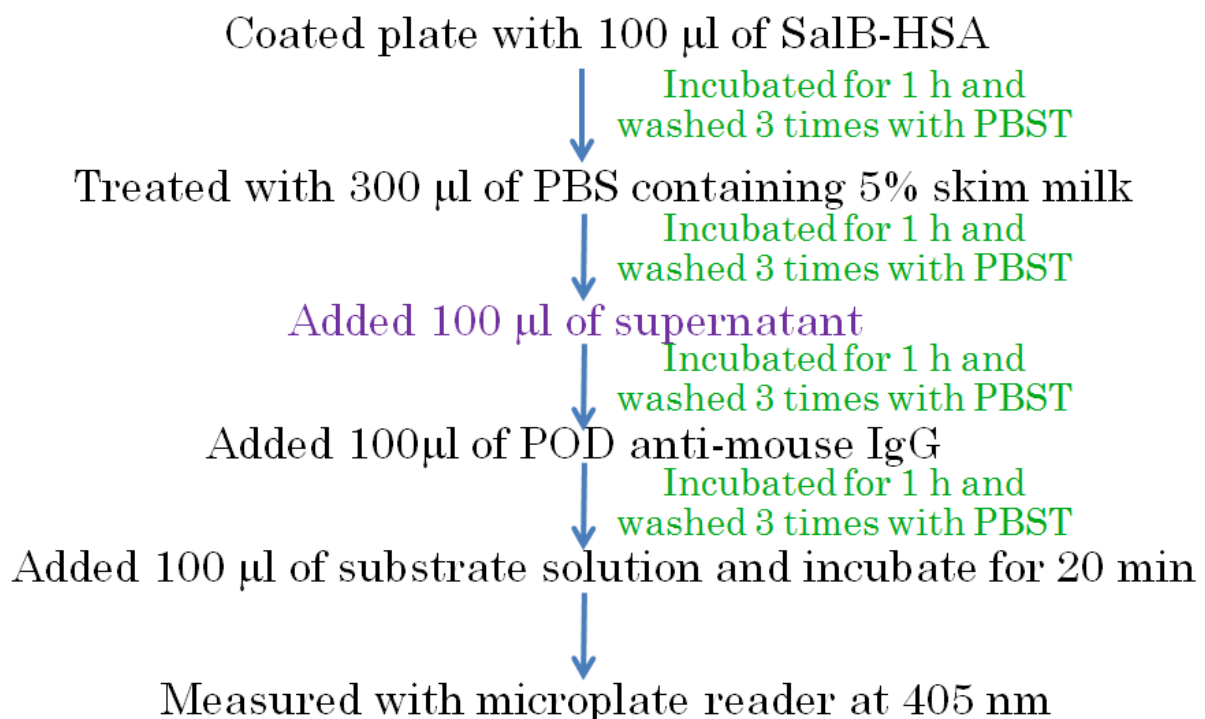 Coated plate with 100 μl of SalB-HSA
Incubated for 1 h and
washed 3 times with PBST
Treated with 300 μl of PBS containing 5% skim milk
Incubated for 1 h and
washed 3 times with PBST
Added 100 μl of supernatant
Incubated for 1 h and
washed 3 times with PBST
Added 100μl of POD anti-mouse IgG
Incubated for 1 h and
washed 3 times with PBST
Added 100 μl of substrate solution and incubate for 20 min
Measured with microplate reader at 405 nm